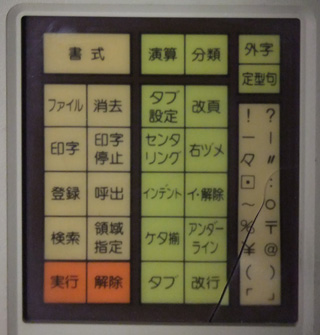 書式 演算 分類 外字
定型句
ファイル 消去 タブ設定 改頁
印字 印字停止 センタリング 右ヅメ
登録 呼出 インデント イ・解除
検索 領域指定 ケタ揃 アンダーライン
実行 解除 タブ 改行
! ?
ー |
々 〃
⊡ :
~ ○
% 〒
¥ @
( )
「 」